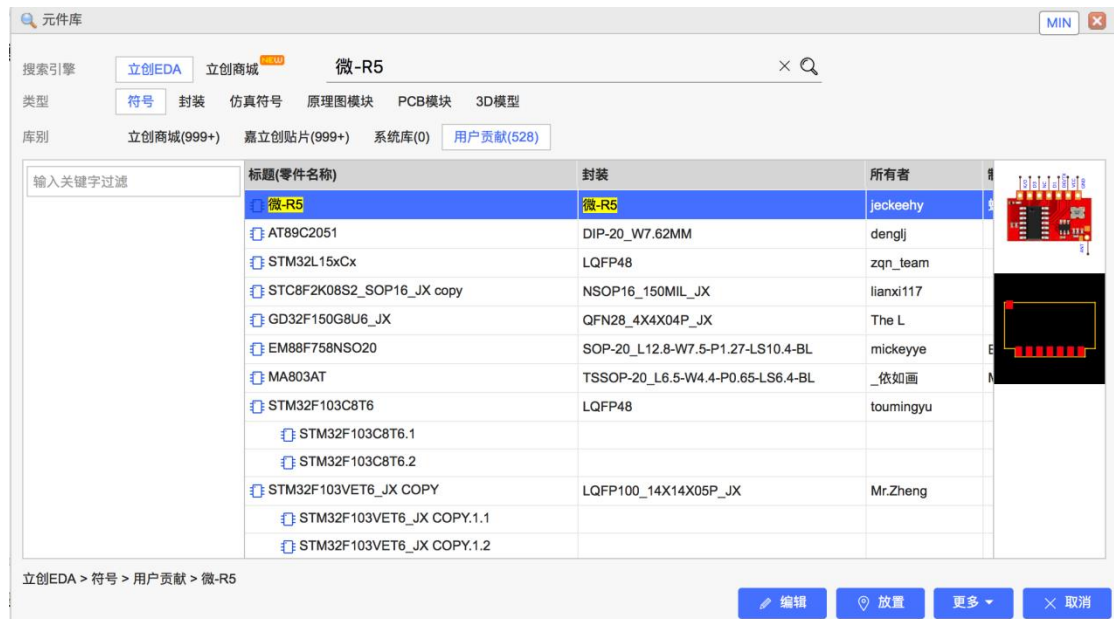 元件库 MIN
搜索引擎 立创EDA 立创商城 NEW 微-R5
类型 符号 封装 仿真符号 原理图模块 PCB模块 3D模型
库别 立创商城(999+) 嘉立创贴片(999+) 系统库(0) 用户贡献(528)
输入关键字过滤
标题(零件名称) 封装 所有者
微-R5 微-R5 jeckeehy
AT89C2051 DIP-20_W7.62MM denglj
STM32L15xCx LQFP48 zqn_team
STC8F2K08S2_SOP16_JX copy NSOP16_150MIL_JX lianxi117
GD32F150G8U6_JX QFN28_4X4X04P_JX The L
EM88F758NSO20 SOP-20_L12.8-W7.5-P1.27-LS10.4-BL mickeyye
MA803AT TSSOP-20_L6.5-W4.4-P0.65-LS6.4-BL _依如画
STM32F103C8T6 LQFP48 toumingyu
STM32F103C8T6.1
STM32F103C8T6.2
STM32F103VET6_JX COPY LQFP100_14X14X05P_JX Mr.Zheng
STM32F103VET6_JX COPY.1.1
STM32F103VET6_JX COPY.1.2
立创EDA > 符号 > 用户贡献 > 微-R5
编辑 放置 更多 取消